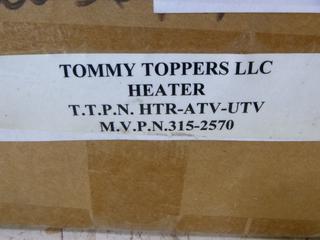 TOMMY TOPPERS LLC
HEATER
T.T.P.N. HTR-ATV-UTV
M.V.P.N.315-2570